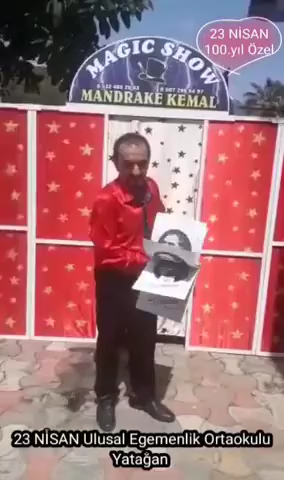 23 NİSAN
100.yıl Özel
MAGIC SHOW
MANDRAKE KEMAL
23 NİSAN Ulusal Egemenlik Ortaokulu
Yatağan